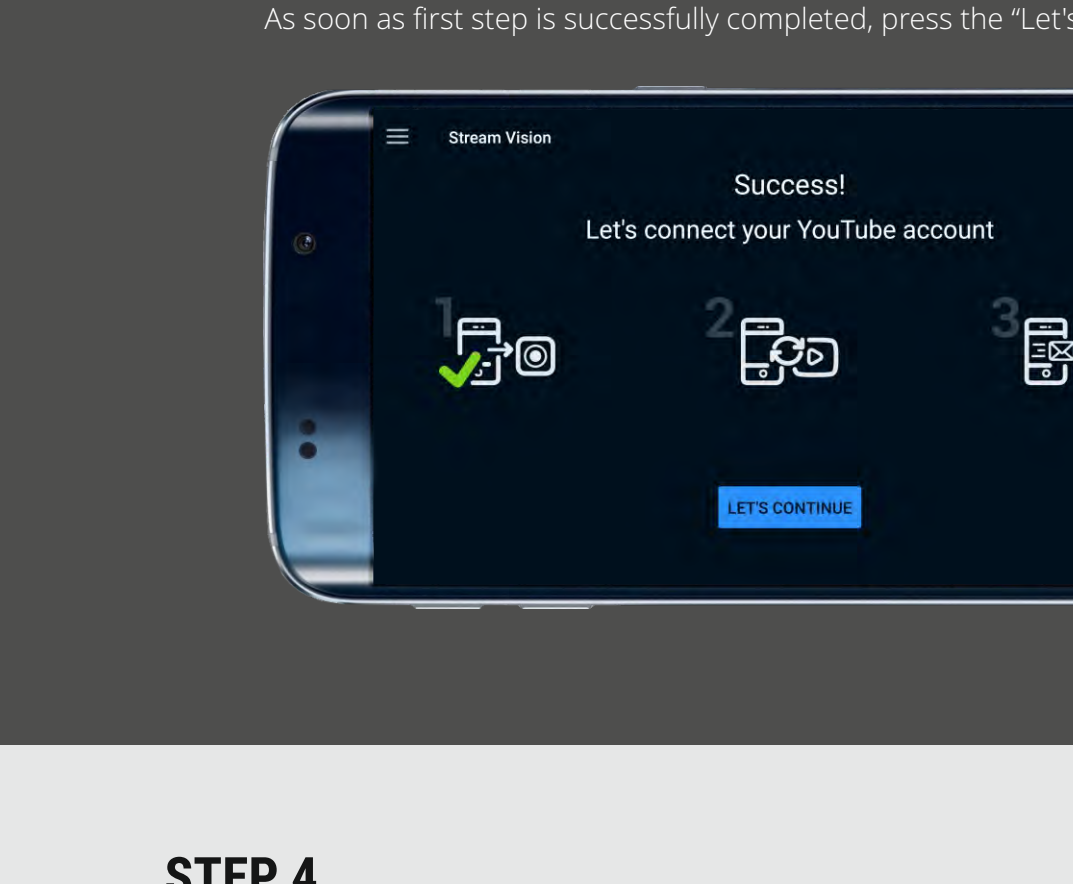 As soon as first step is successfully completed, press the “Let's
Stream Vision
Success!
Let's connect your YouTube account
1
2
3
LET'S CONTINUE
STEP 4